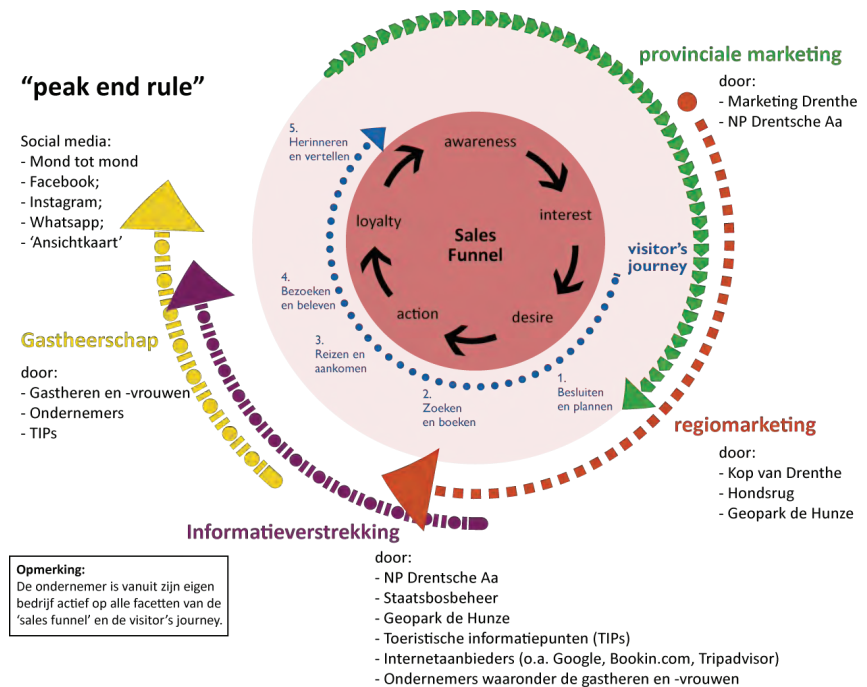 “peak end rule”
Social media:
- Mond tot mond
- Facebook;
- Instagram;
- Whatsapp;
- ‘Ansichtkaart’
Gastheerschap
door:
- Gastheren en -vrouwen
- Ondernemers
- TIPs
provinciale marketing
door:
- Marketing Drenthe
- NP Drentsche Aa
5.
Herinneren
en vertellen
awareness
interest
desire
action
loyalty
Sales
Funnel
visitor’s
journey
4.
Bezoeken
en beleven
3.
Reizen en
aankomen
2.
Zoeken
en boeken
1.
Besluiten
en plannen
regiomarketing
door:
- Kop van Drenthe
- Hondsrug
- Geopark de Hunze
Informatieverstrekking
door:
- NP Drentsche Aa
- Staatsbosbeheer
- Geopark de Hunze
- Toeristische informatiepunten (TIPs)
- Internetaanbieders (o.a. Google, Bookin.com, Tripadvisor)
- Ondernemers waaronder de gastheren en -vrouwen
Opmerking:
De ondernemer is vanuit zijn eigen
bedrijf actief op alle facetten van de
‘sales funnel’ en de visitor’s journey.